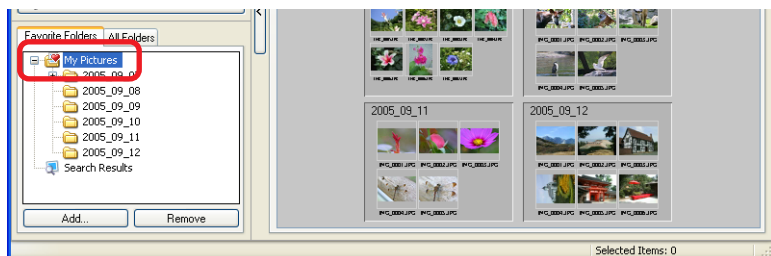 Favorite Folders All Folders
My Pictures
2005_09_07
2005_09_08
2005_09_09
2005_09_10
2005_09_11
2005_09_12
Search Results
Add... Remove
2005_09_11
IMG_0001.JPG IMG_0002.JPG IMG_0003.JPG
IMG_0004.JPG IMG_0005.JPG
2005_09_12
IMG_0001.JPG IMG_0002.JPG IMG_0003.JPG
IMG_0004.JPG IMG_0005.JPG IMG_0006.JPG
Selected Items: 0